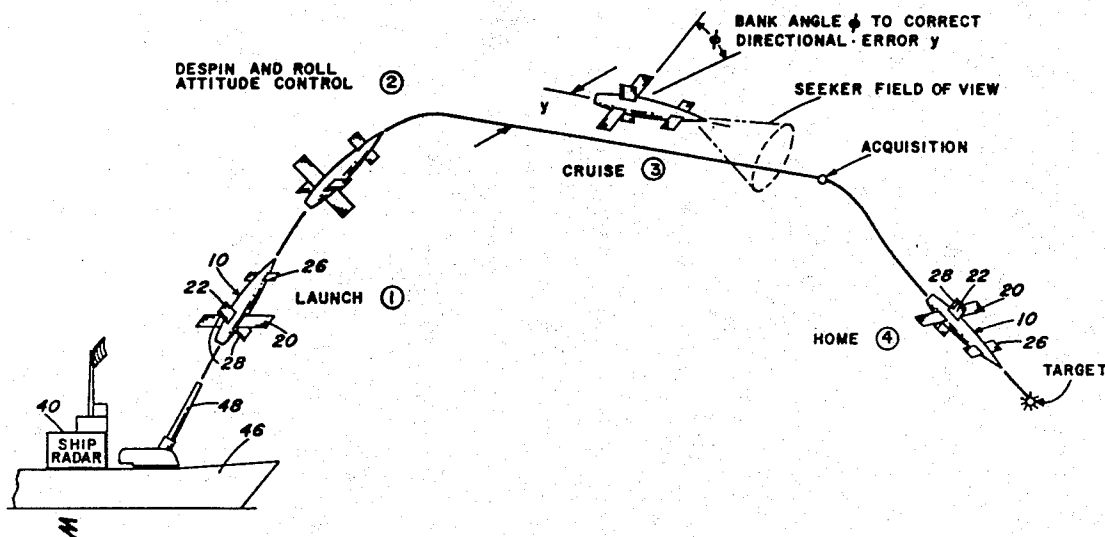 BANK ANGLE ϕ TO CORRECT
DIRECTIONAL · ERROR y
ϕ
DESPIN AND ROLL
ATTITUDE CONTROL ②
SEEKER FIELD OF VIEW
y
ACQUISITION
CRUISE ③
10
26
22
LAUNCH ①
20
28
28
22
20
10
HOME ④
26
TARGET
48
40
46
SHIP
RADAR